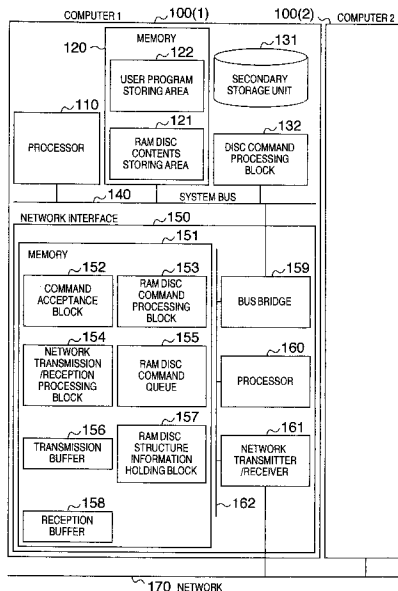 COMPUTER 1
100(1)
100(2)
COMPUTER 2
120
MEMORY
122
USER PROGRAM
STORING AREA
121
RAM DISC
CONTENTS
STORING AREA
131
SECONDARY
STORAGE UNIT
110
PROCESSOR
132
DISC COMMAND
PROCESSING
BLOCK
140
SYSTEM BUS
NETWORK INTERFACE
150
151
MEMORY
152
COMMAND
ACCEPTANCE
BLOCK
153
RAM DISC
COMMAND
PROCESSING
BLOCK
159
BUS BRIDGE
154
NETWORK
TRANSMISSION
/RECEPTION
PROCESSING
BLOCK
155
RAM DISC
COMMAND
QUEUE
160
PROCESSOR
156
TRANSMISSION
BUFFER
157
RAM DISC
STRUCTURE
INFORMATION
HOLDING BLOCK
161
NETWORK
TRANSMITTER
/RECEIVER
158
RECEPTION
BUFFER
162
170 NETWORK